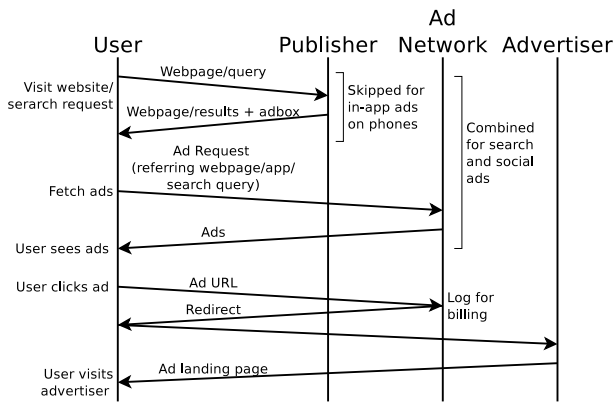 Ad
User Publisher Network Advertiser
Webpage/query
Visit website/
serarch request
Skipped for
in-app ads
on phones
Webpage/results + adbox
Combined
for search
and social
ads
Ad Request
(referring webpage/app/
search query)
Fetch ads
Ads
User sees ads
User clicks ad
Ad URL
Log for
billing
Redirect
Ad landing page
User visits
advertiser